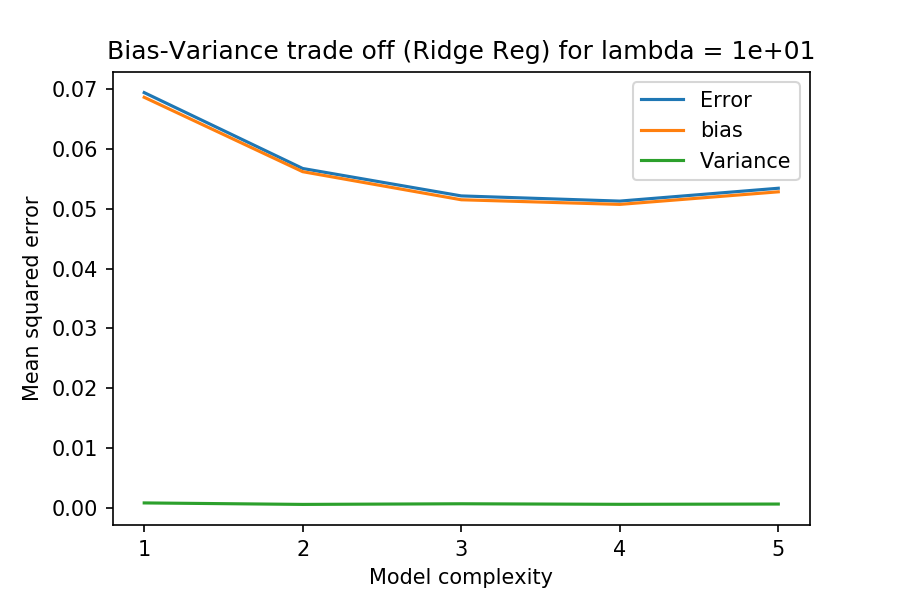 Bias-Variance trade off (Ridge Reg) for lambda = 1e+01
Error
bias
Variance
Mean squared error
0.07
0.06
0.05
0.04
0.03
0.02
0.01
0.00
1 2 3 4 5
Model complexity